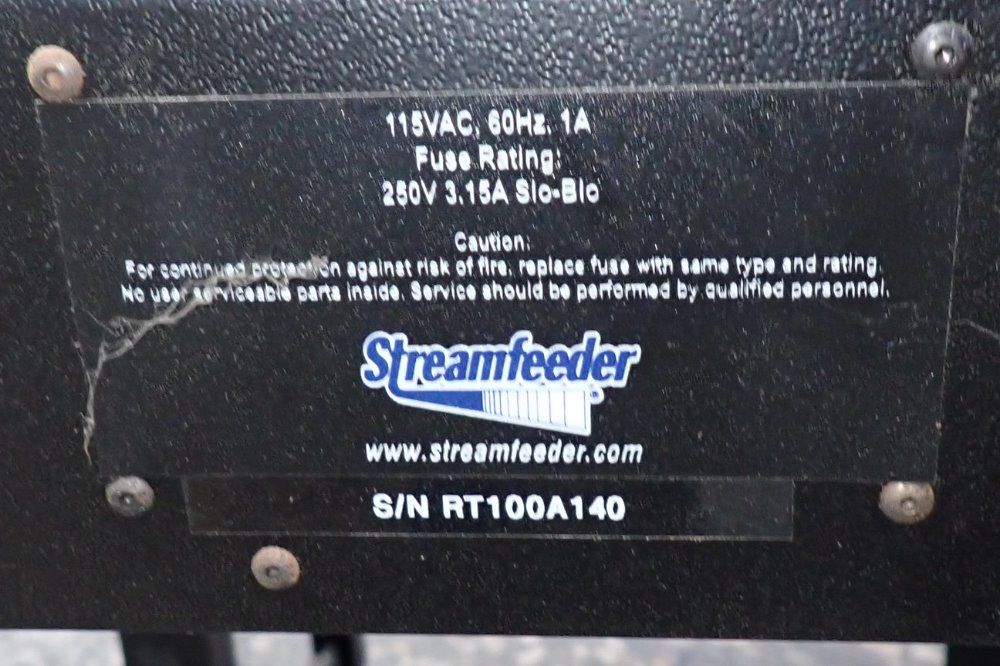 115VAC, 60Hz, 1A
Fuse Rating:
250V 3.15A Slo-Blo
Caution:
For continued protection against risk of fire, replace fuse with same type and rating.
No user serviceable parts inside. Service should be performed by qualified personnel.
Streamfeeder
www.streamfeeder.com
S/N RT100A140